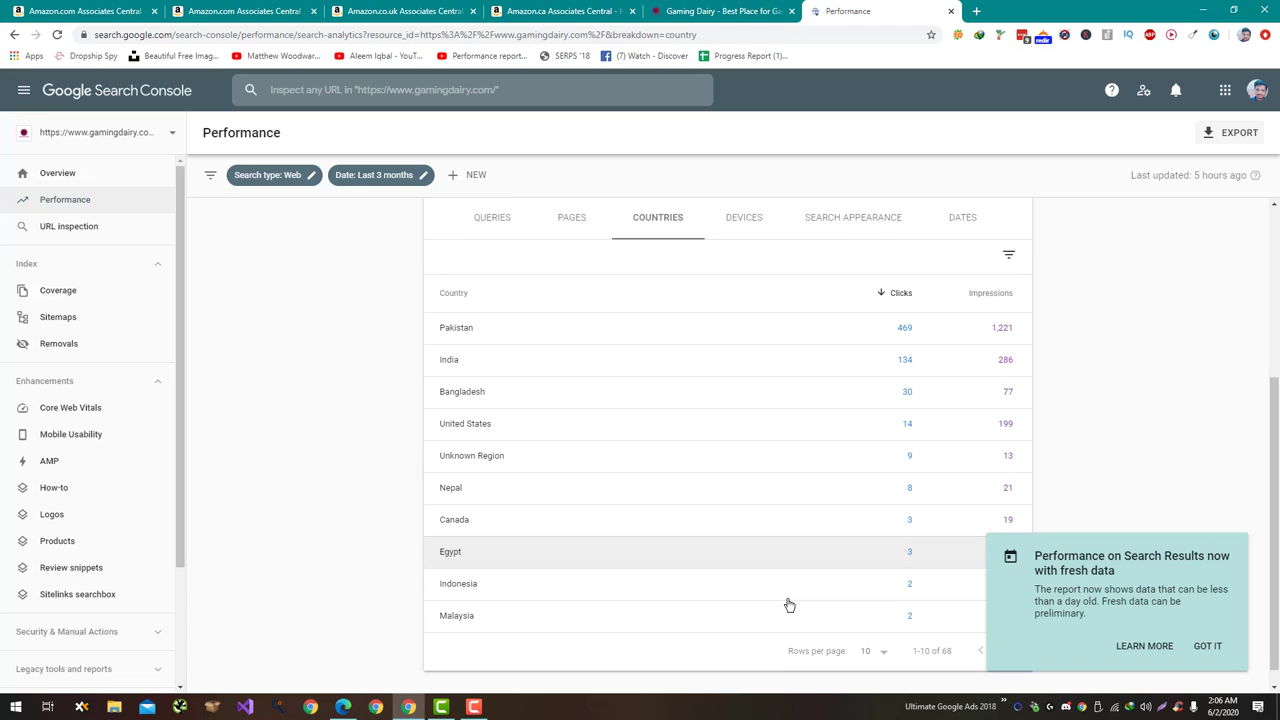 Amazon.com Associates Central
Amazon.com Associates Central
Amazon.co.uk Associates Central
Amazon.ca Associates Central - H
Gaming Dairy - Best Place for Ga
Performance
search.google.com/search-console/performance/search-analytics?resource_id=https%3A%2F%2Fwww.gamingdairy.com%2F&breakdown=country
Apps
Dropship Spy
Beautiful Free Imag...
Matthew Woodwar...
Aleem Iqbal - YouT...
Performance report...
SERPS '18
(7) Watch - Discover
Progress Report (1)...
Google Search Console
Inspect any URL in "https://www.gamingdairy.com/"
https://www.gamingdairy.co...
Performance
EXPORT
Overview
Performance
URL inspection
Index
Coverage
Sitemaps
Removals
Enhancements
Core Web Vitals
Mobile Usability
AMP
How-to
Logos
Products
Review snippets
Sitelinks searchbox
Security & Manual Actions
Legacy tools and reports
Search type: Web
Date: Last 3 months
NEW
Last updated: 5 hours ago
QUERIES PAGES COUNTRIES DEVICES SEARCH APPEARANCE DATES
Country Clicks Impressions
Pakistan 469 1,221
India 134 286
Bangladesh 30 77
United States 14 199
Unknown Region 9 13
Nepal 8 21
Canada 3 19
Egypt 3
Indonesia 2
Malaysia 2
Rows per page: 10 1-10 of 68
Performance on Search Results now
with fresh data
The report now shows data that can be less
than a day old. Fresh data can be
preliminary.
LEARN MORE GOT IT
Ultimate Google Ads 2018
2:06 AM
6/2/2020